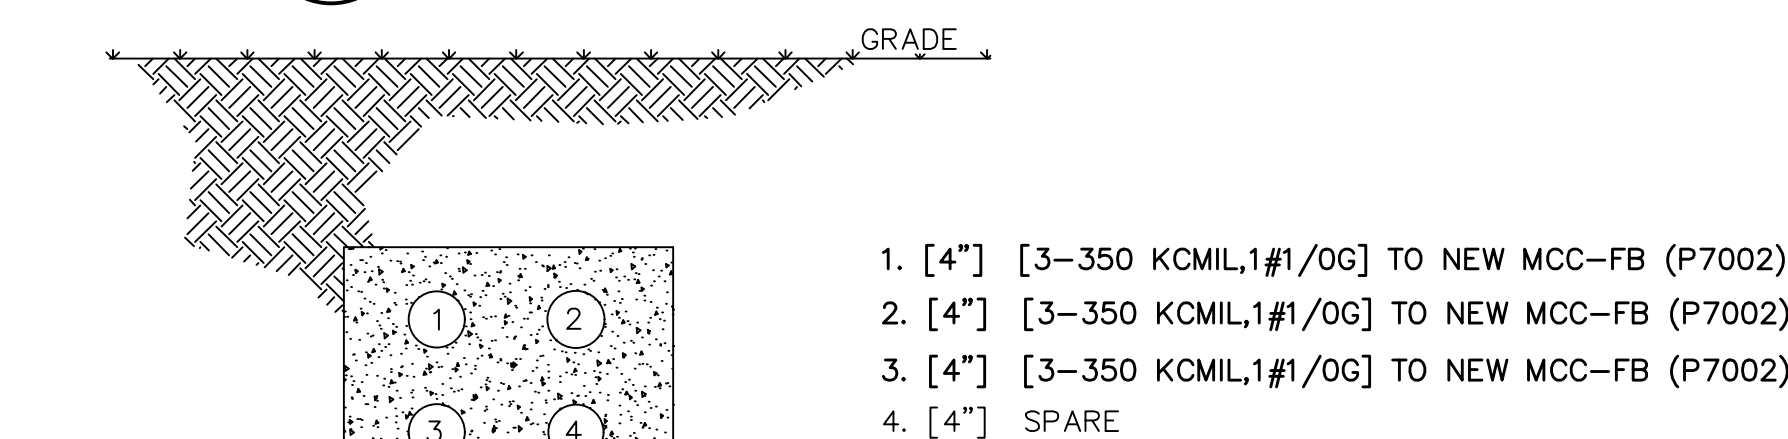 GRADE
1. [4"] [3-350 KCMIL,1#1/0G] TO NEW MCC-FB (P7002)
2. [4"] [3-350 KCMIL,1#1/0G] TO NEW MCC-FB (P7002)
3. [4"] [3-350 KCMIL,1#1/0G] TO NEW MCC-FB (P7002)
4. [4"] SPARE
1 2
3 4